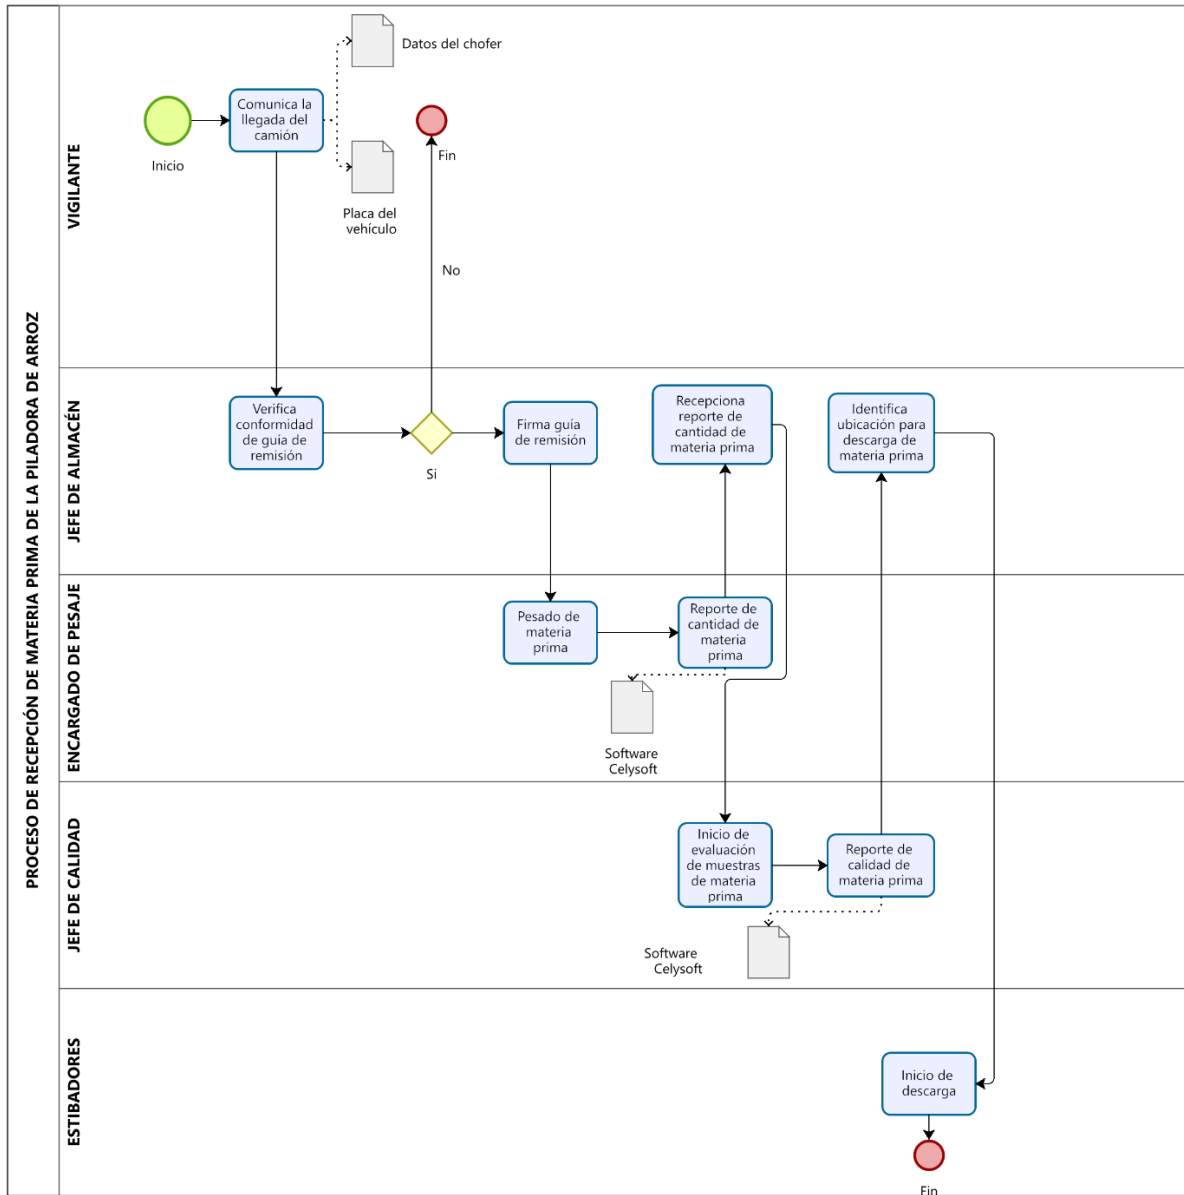 PROCESO DE RECEPCIÓN DE MATERIA PRIMA DE LA PILADORA DE ARROZ
VIGILANTE
Inicio
Comunica la
llegada del
camión
Datos del chofer
Placa del
vehículo
Fin
No
JEFE DE ALMACÉN
Verifica
conformidad
de guía de
remisión
Si
Firma guía
de remisión
Recepciona
reporte de
cantidad de
materia prima
Identifica
ubicación para
descarga de
materia prima
ENCARGADO DE PESAJE
Pesado de
materia
prima
Reporte de
cantidad de
materia
prima
Software
Celysoft
JEFE DE CALIDAD
Inicio de
evaluación
de muestras
de materia
prima
Reporte de
calidad de
materia prima
Software
Celysoft
ESTIBADORES
Inicio de
descarga
Fin